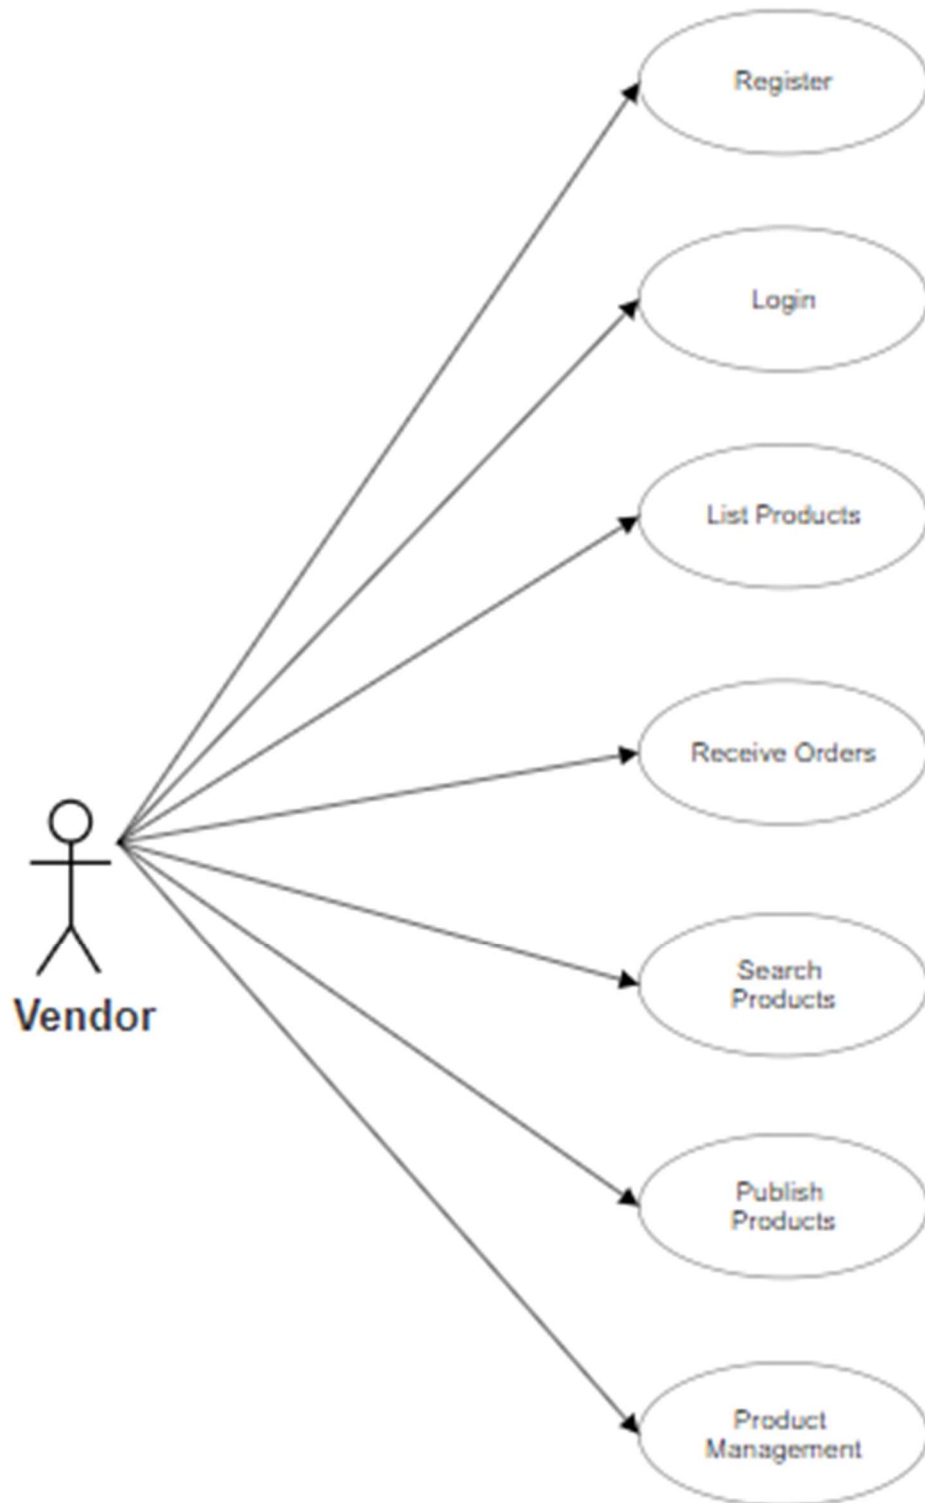 Register
Login
List Products
Receive Orders
Vendor
Search
Products
Publish
Products
Product
Management